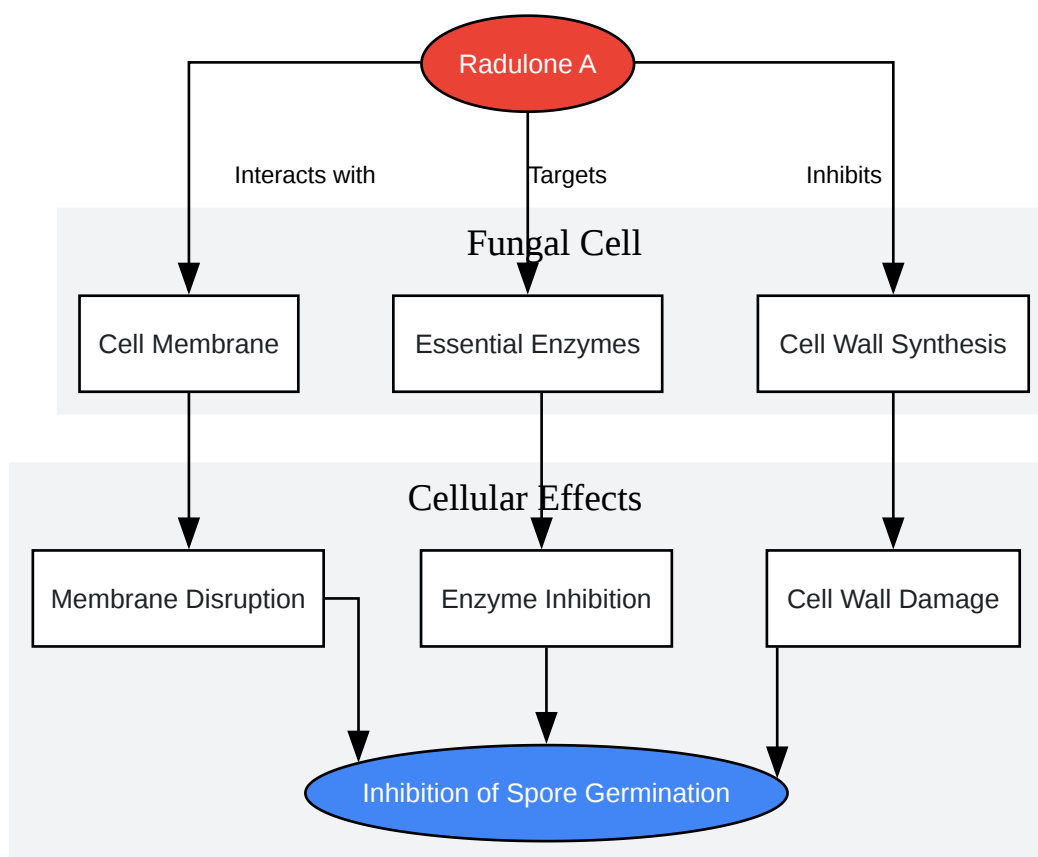 Radulone A
Interacts with
Targets
Inhibits
Fungal Cell
Cell Membrane
Essential Enzymes
Cell Wall Synthesis
Cellular Effects
Membrane Disruption
Enzyme Inhibition
Cell Wall Damage
Inhibition of Spore Germination